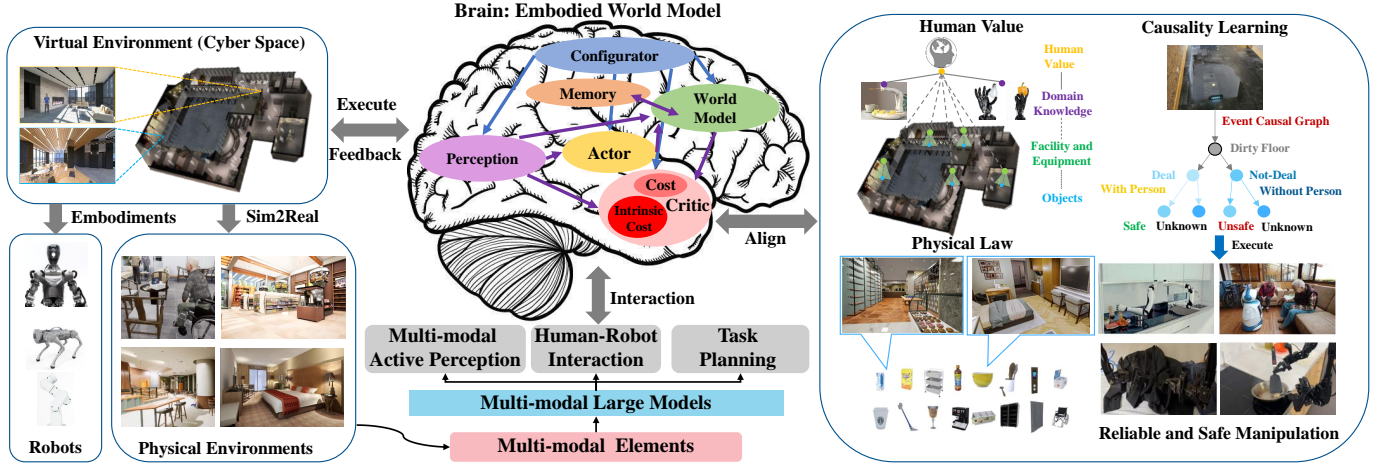 Brain: Embodied World Model
Virtual Environment (Cyber Space)
Embodiments
Sim2Real
Robots
Physical Environments
Execute
Feedback
Configurator
Memory
World
Model
Perception
Actor
Cost
Critic
Intrinsic
Cost
Align
Interaction
Multi-modal
Active Perception
Human-Robot
Interaction
Task
Planning
Multi-modal Large Models
Multi-modal Elements
Human Value
Human
Value
Domain
Knowledge
Facility and
Equipment
Objects
Physical Law
Causality Learning
Event Causal Graph
Dirty Floor
Deal
Not-Deal
With Person
Without Person
Safe
Unknown
Unsafe
Unknown
Execute
Reliable and Safe Manipulation